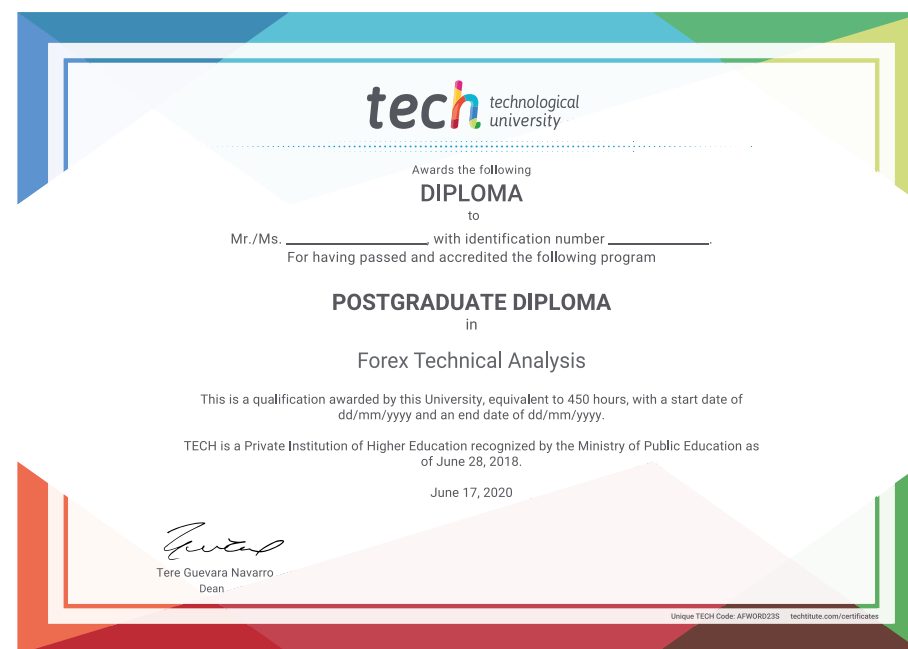 tech technological
university
Awards the following
DIPLOMA
to
Mr./Ms. ____________, with identification number ____________.
For having passed and accredited the following program
POSTGRADUATE DIPLOMA
in
Forex Technical Analysis
This is a qualification awarded by this University, equivalent to 450 hours, with a start date of
dd/mm/yyyy and an end date of dd/mm/yyyy.
TECH is a Private Institution of Higher Education recognized by the Ministry of Public Education as
of June 28, 2018.
June 17, 2020
Tere Guevara Navarro
Dean
Unique TECH Code: AFWORD23S techtitute.com/certificates